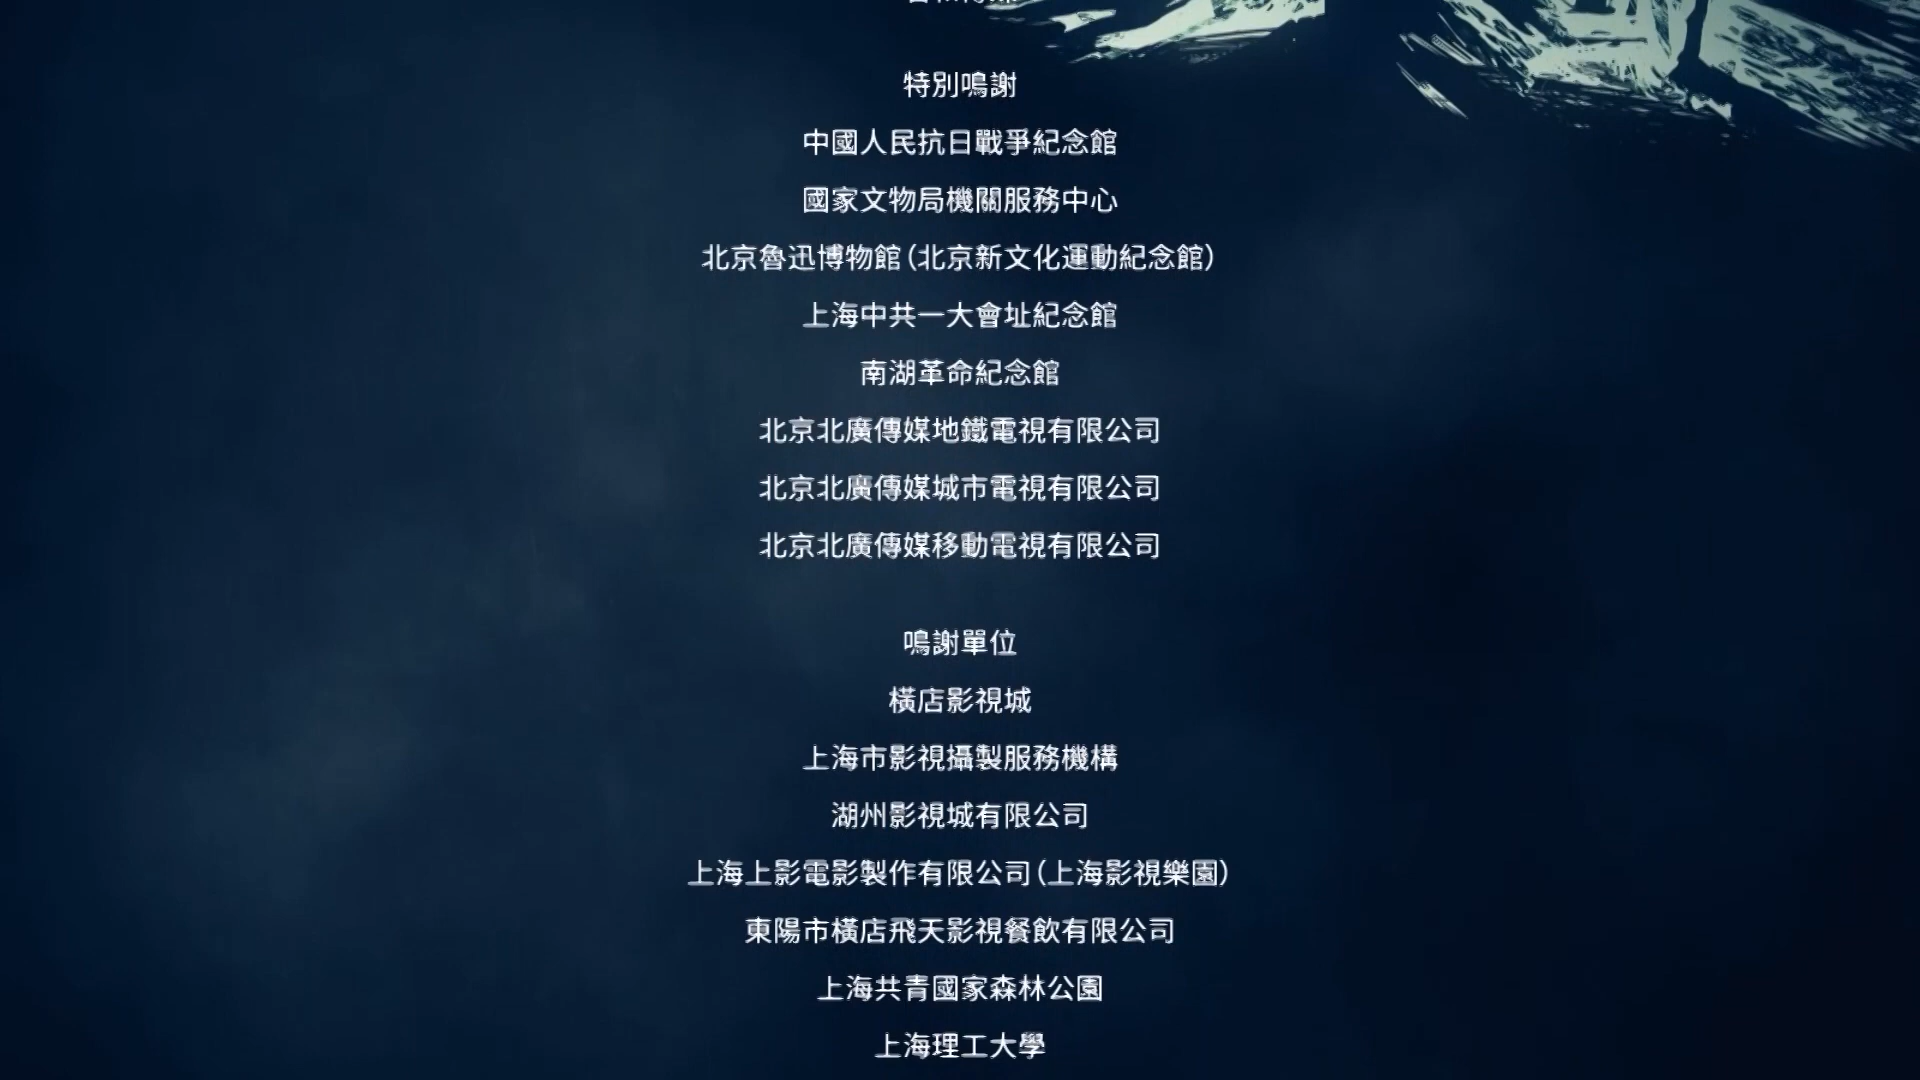 特別鳴謝
中國人民抗日戰爭紀念館
國家文物局機關服務中心
北京魯迅博物館(北京新文化運動紀念館)
上海中共一大會址紀念館
南湖革命紀念館
北京北廣傳媒地鐵電視有限公司
北京北廣傳媒城市電視有限公司
北京北廣傳媒移動電視有限公司
鳴謝單位
橫店影視城
上海市影視攝製服務機構
湖州影視城有限公司
上海上影電影製作有限公司(上海影視樂園)
東陽市橫店飛天影視餐飲有限公司
上海共青國家森林公園
上海理工大學